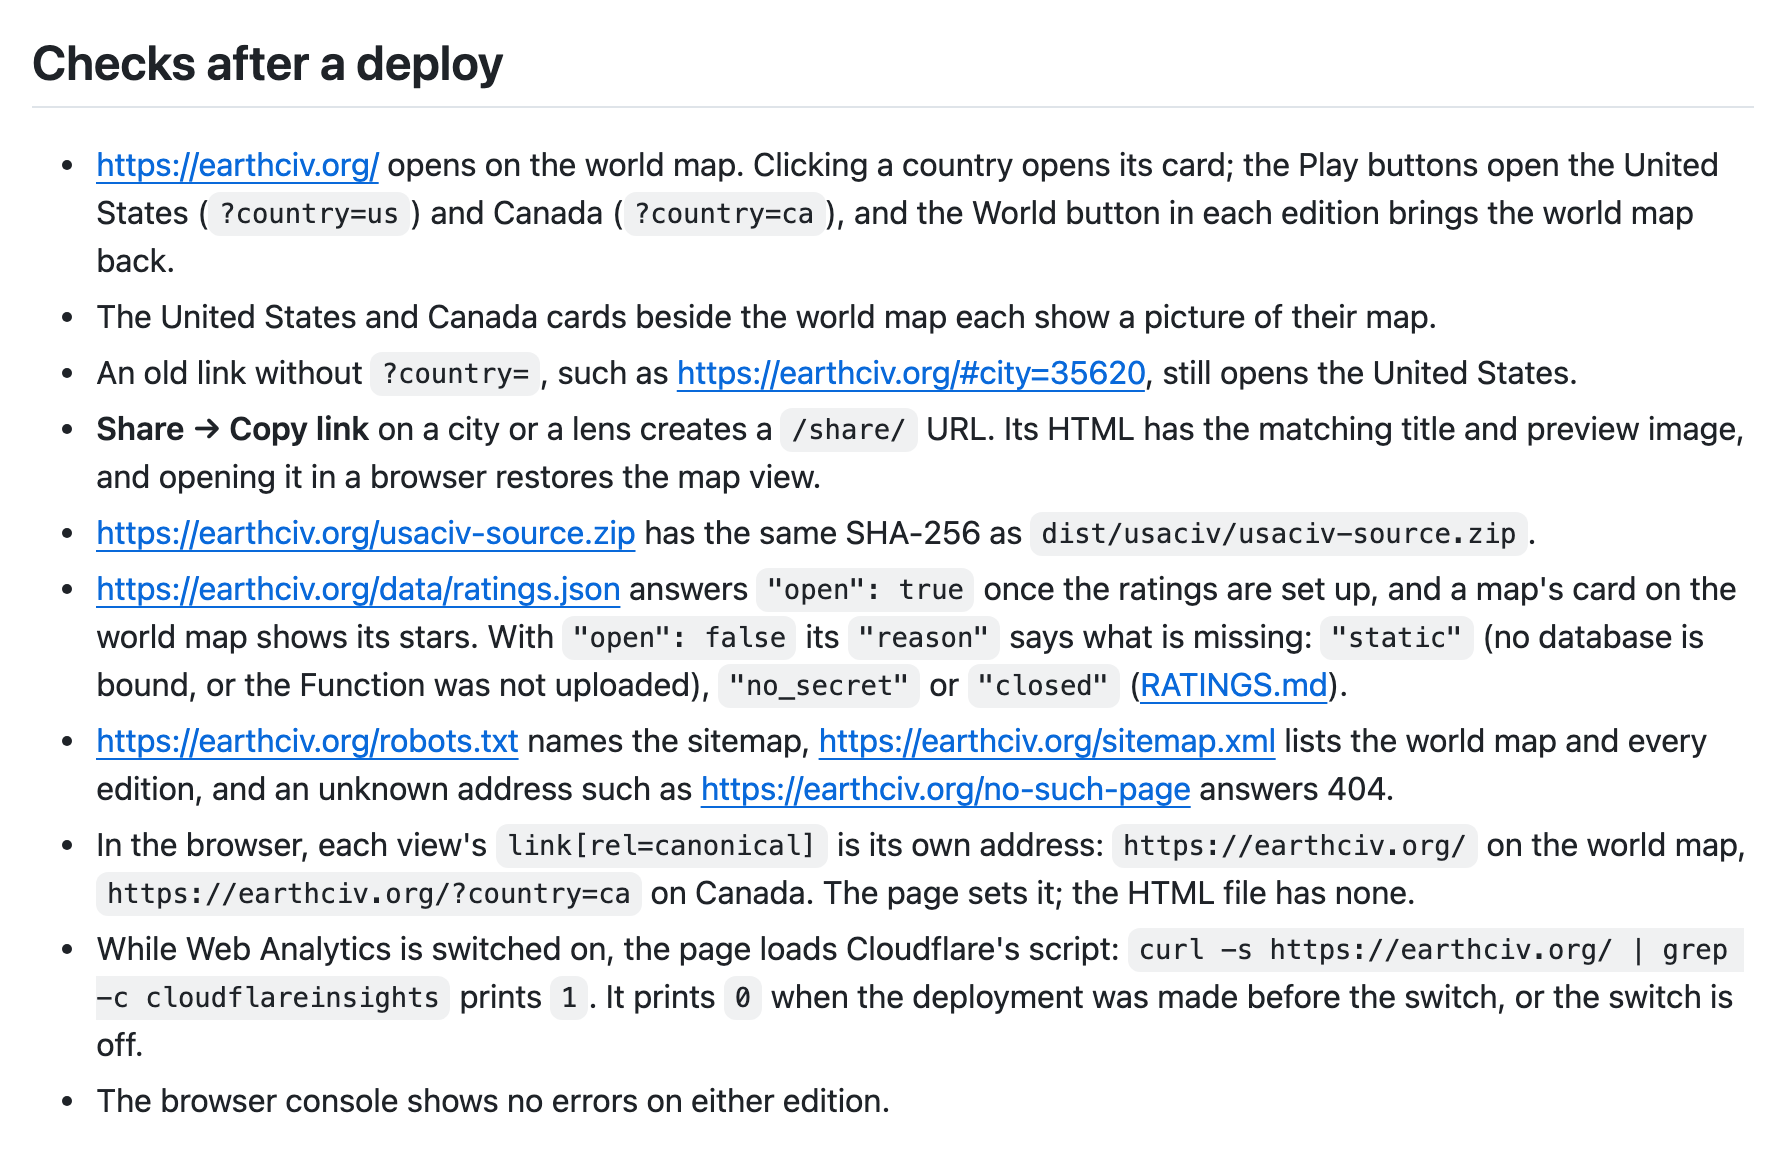 Checks after a deploy
https://earthciv.org/ opens on the world map. Clicking a country opens its card; the Play buttons open the United
States (?country=us) and Canada (?country=ca), and the World button in each edition brings the world map
back.
The United States and Canada cards beside the world map each show a picture of their map.
An old link without ?country=, such as https://earthciv.org/#city=35620, still opens the United States.
Share → Copy link on a city or a lens creates a /share/ URL. Its HTML has the matching title and preview image,
and opening it in a browser restores the map view.
https://earthciv.org/usaciv-source.zip has the same SHA-256 as dist/usaciv/usaciv-source.zip.
https://earthciv.org/data/ratings.json answers "open": true once the ratings are set up, and a map's card on the
world map shows its stars. With "open": false its "reason" says what is missing: "static" (no database is
bound, or the Function was not uploaded), "no_secret" or "closed" (RATINGS.md).
https://earthciv.org/robots.txt names the sitemap, https://earthciv.org/sitemap.xml lists the world map and every
edition, and an unknown address such as https://earthciv.org/no-such-page answers 404.
In the browser, each view's link[rel=canonical] is its own address: https://earthciv.org/ on the world map,
https://earthciv.org/?country=ca on Canada. The page sets it; the HTML file has none.
While Web Analytics is switched on, the page loads Cloudflare's script: curl -s https://earthciv.org/ | grep
-c cloudflareinsights prints 1. It prints 0 when the deployment was made before the switch, or the switch is
off.
The browser console shows no errors on either edition.